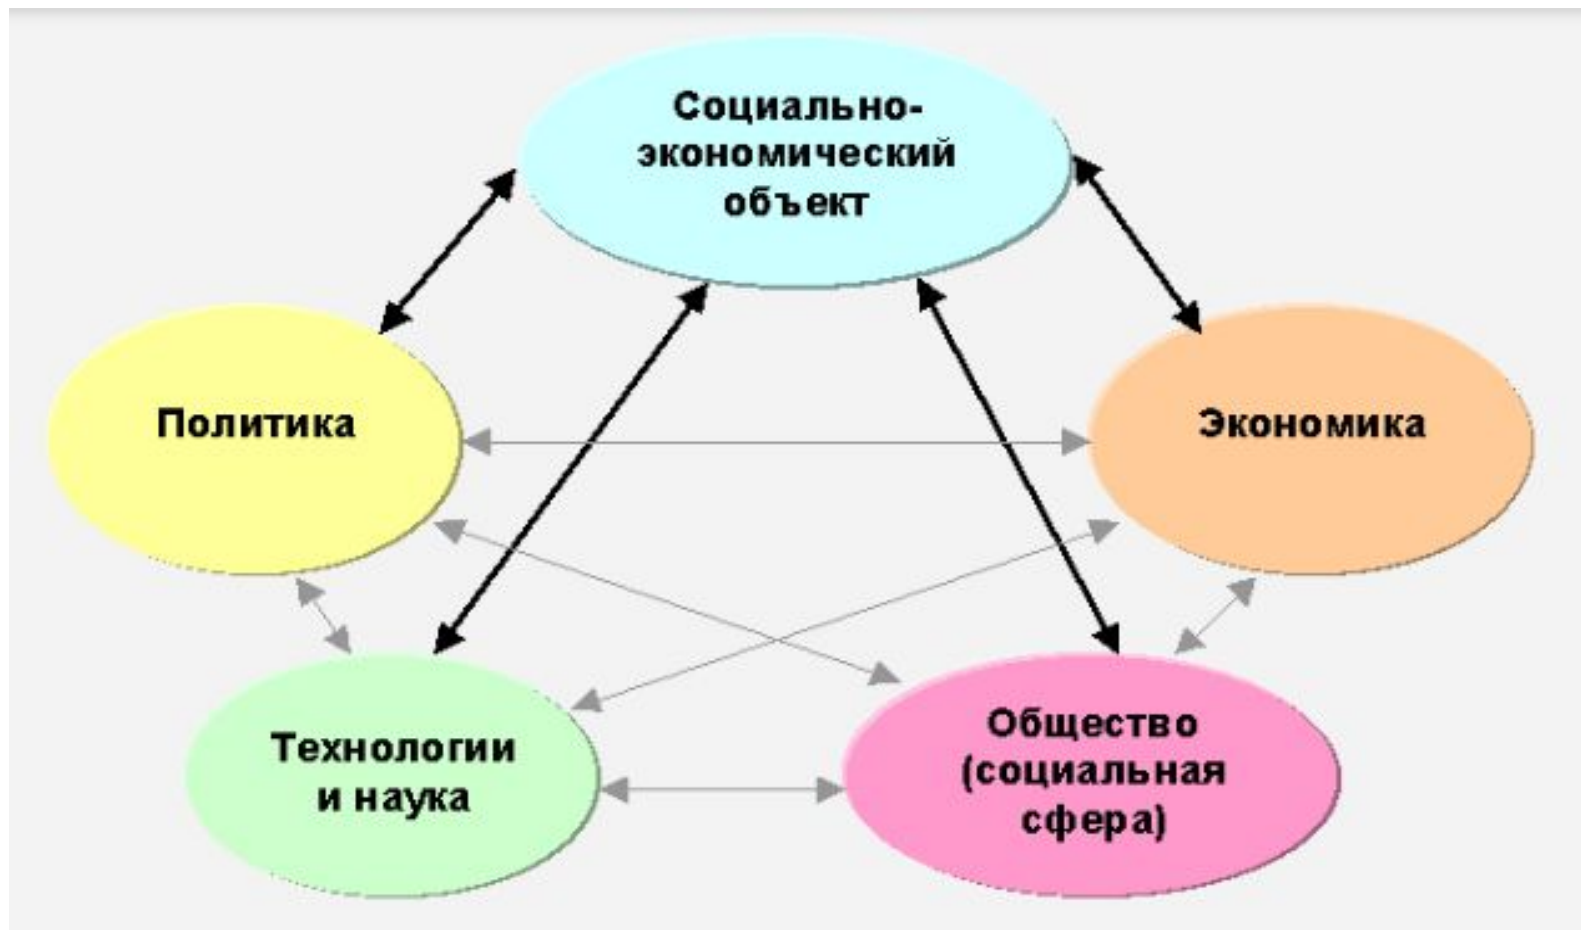 Социально-
экономический
объект
Политика
Экономика
Технологии
и наука
Общество
(социальная
сфера)